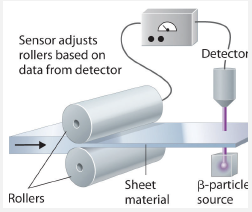 Sensor adjusts
rollers based on
data from detector
Detector
Rollers
Sheet
material
β-particle
source